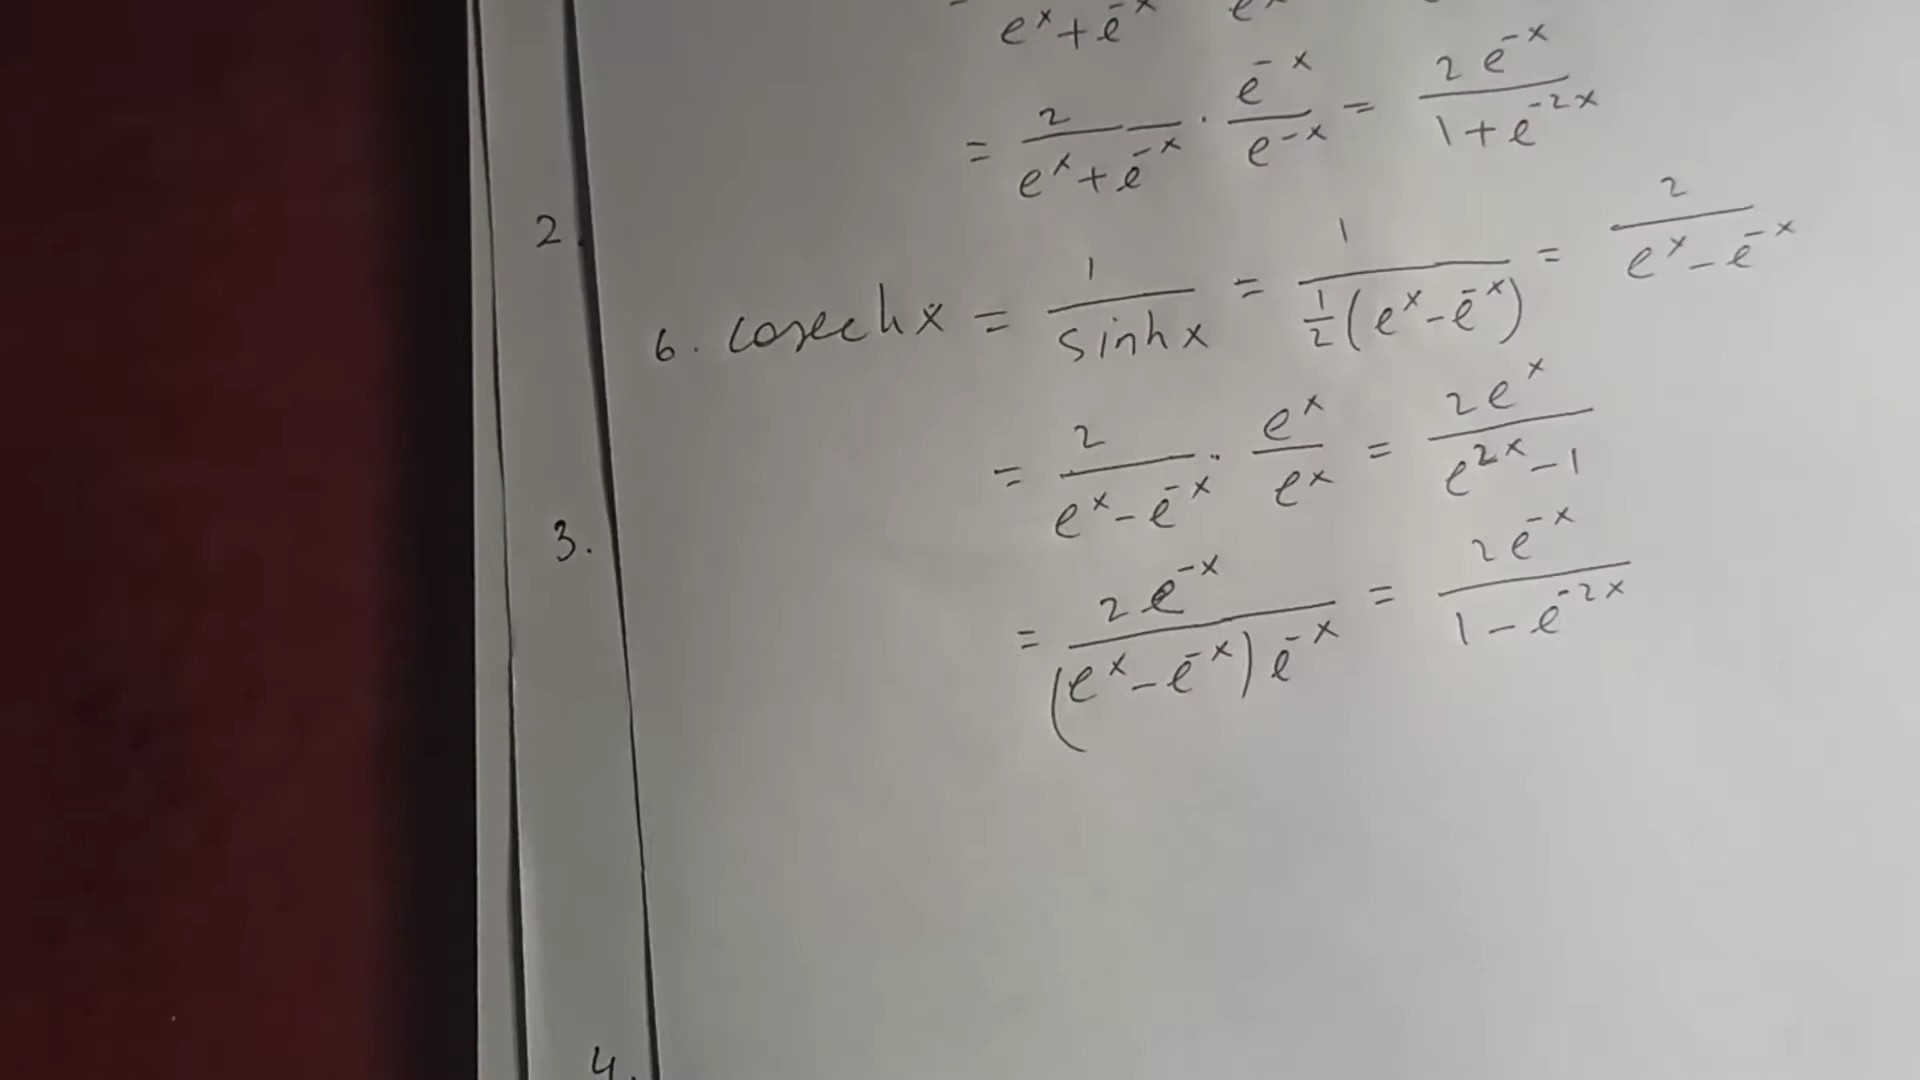 e^x + e^-x
= 2/(e^x + e^-x) · e^-x/e^-x = 2e^-x/(1 + e^-2x)
2.
6. cosech x = 1/sinh x = 1/(½(e^x - e^-x)) = 2/(e^x - e^-x)
= 2/(e^x - e^-x) · e^x/e^x = 2e^x/(e^2x - 1)
3.
= 2e^-x/((e^x - e^-x) e^-x) = 2e^-x/(1 - e^-2x)
4.